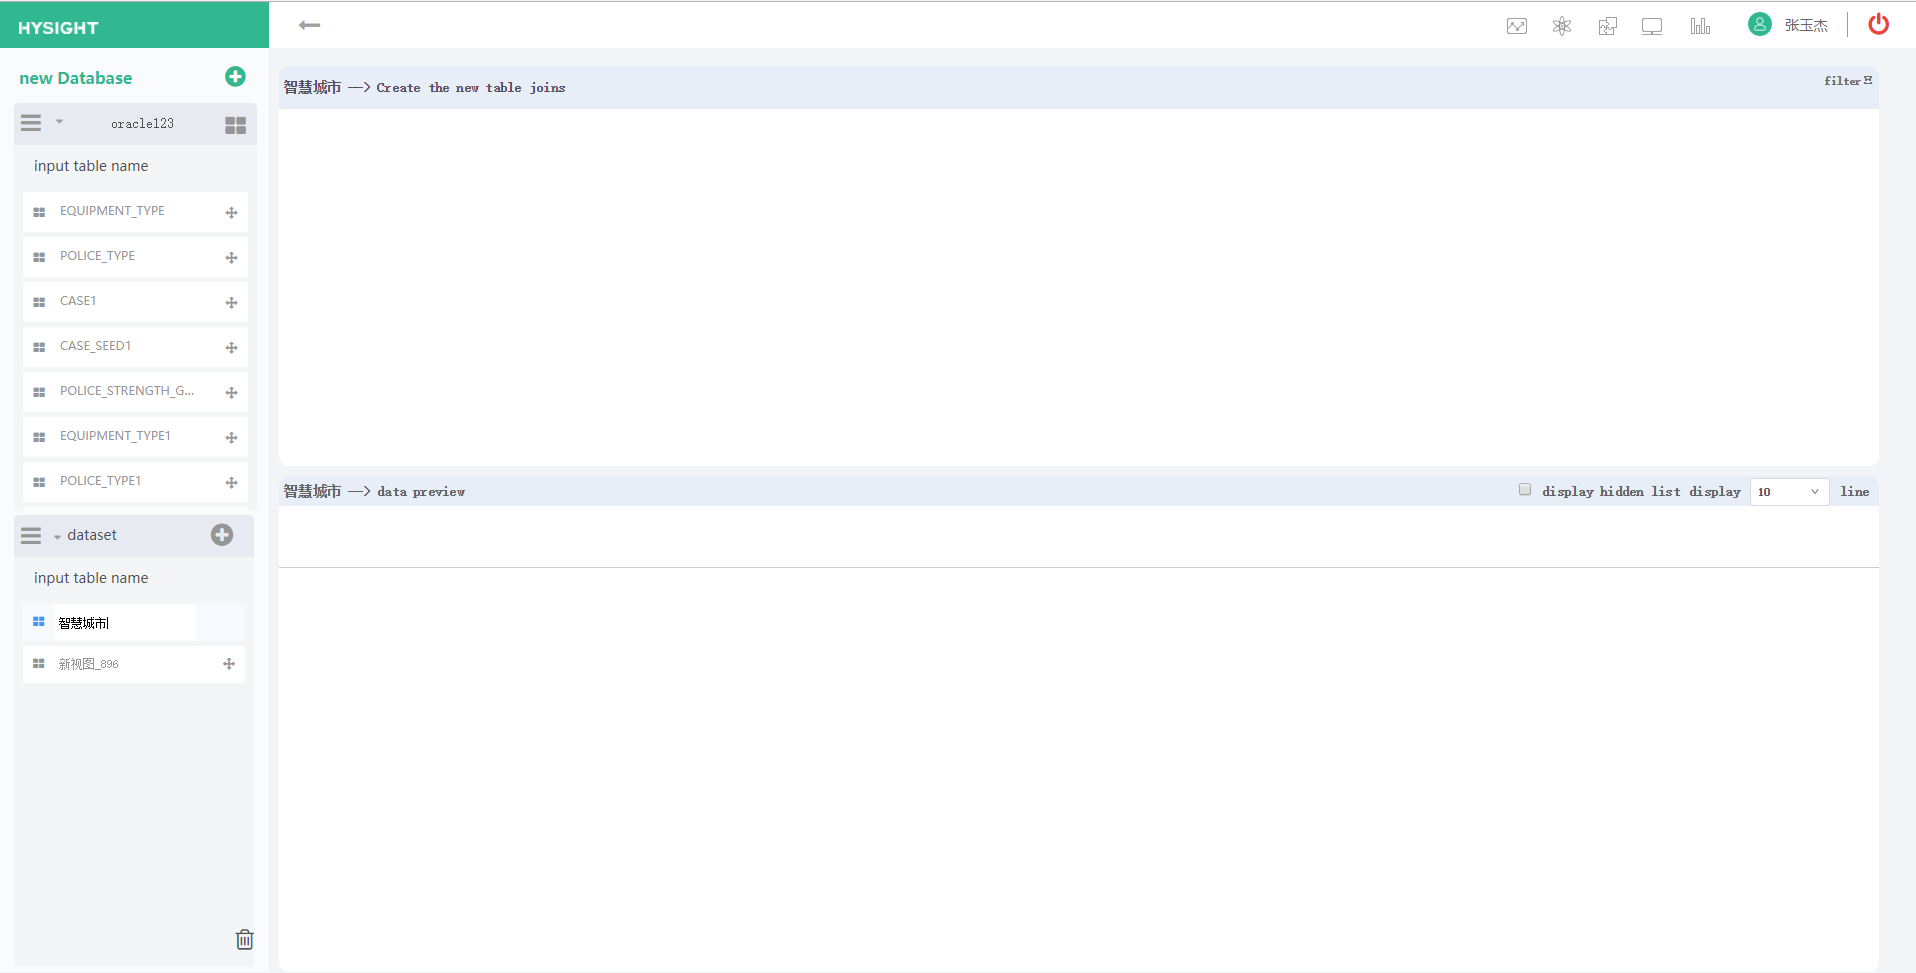 HYSIGHT
张玉杰
new Database
oracle123
input table name
EQUIPMENT_TYPE
POLICE_TYPE
CASE1
CASE_SEED1
POLICE_STRENGTH_G...
EQUIPMENT_TYPE1
POLICE_TYPE1
dataset
input table name
智慧城市
新视图_896
智慧城市 —> Create the new table joins
filter
智慧城市 —> data preview
display hidden list display 10 line